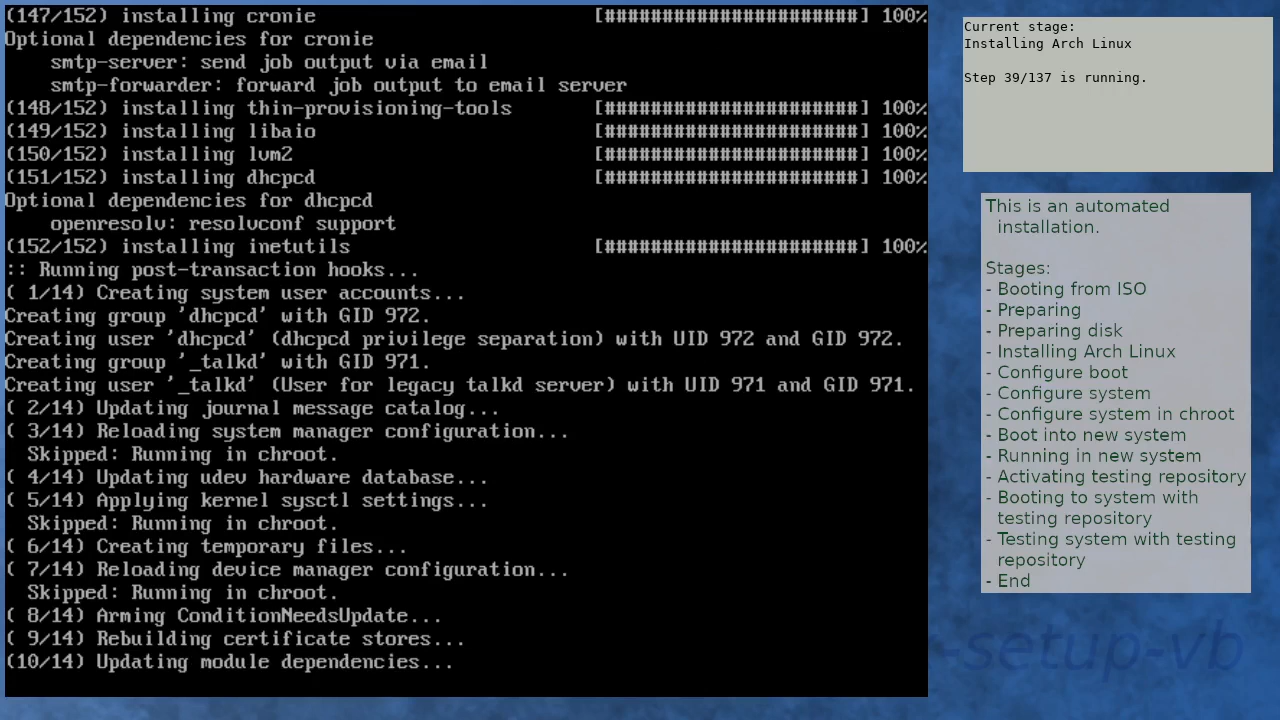 (147/152) installing cronie [######################] 100%
Optional dependencies for cronie
smtp-server: send job output via email
smtp-forwarder: forward job output to email server
(148/152) installing thin-provisioning-tools [######################] 100%
(149/152) installing libaio [######################] 100%
(150/152) installing lvm2 [######################] 100%
(151/152) installing dhcpcd [######################] 100%
Optional dependencies for dhcpcd
openresolv: resolvconf support
(152/152) installing inetutils [######################] 100%
:: Running post-transaction hooks...
( 1/14) Creating system user accounts...
Creating group 'dhcpcd' with GID 972.
Creating user 'dhcpcd' (dhcpcd privilege separation) with UID 972 and GID 972.
Creating group '_talkd' with GID 971.
Creating user '_talkd' (User for legacy talkd server) with UID 971 and GID 971.
( 2/14) Updating journal message catalog...
( 3/14) Reloading system manager configuration...
Skipped: Running in chroot.
( 4/14) Updating udev hardware database...
( 5/14) Applying kernel sysctl settings...
Skipped: Running in chroot.
( 6/14) Creating temporary files...
( 7/14) Reloading device manager configuration...
Skipped: Running in chroot.
( 8/14) Arming ConditionNeedsUpdate...
( 9/14) Rebuilding certificate stores...
(10/14) Updating module dependencies...
Current stage:
Installing Arch Linux
Step 39/137 is running.
This is an automated
installation.
Stages:
- Booting from ISO
- Preparing
- Preparing disk
- Installing Arch Linux
- Configure boot
- Configure system
- Configure system in chroot
- Boot into new system
- Running in new system
- Activating testing repository
- Booting to system with
testing repository
- Testing system with testing
repository
- End
-setup-vb